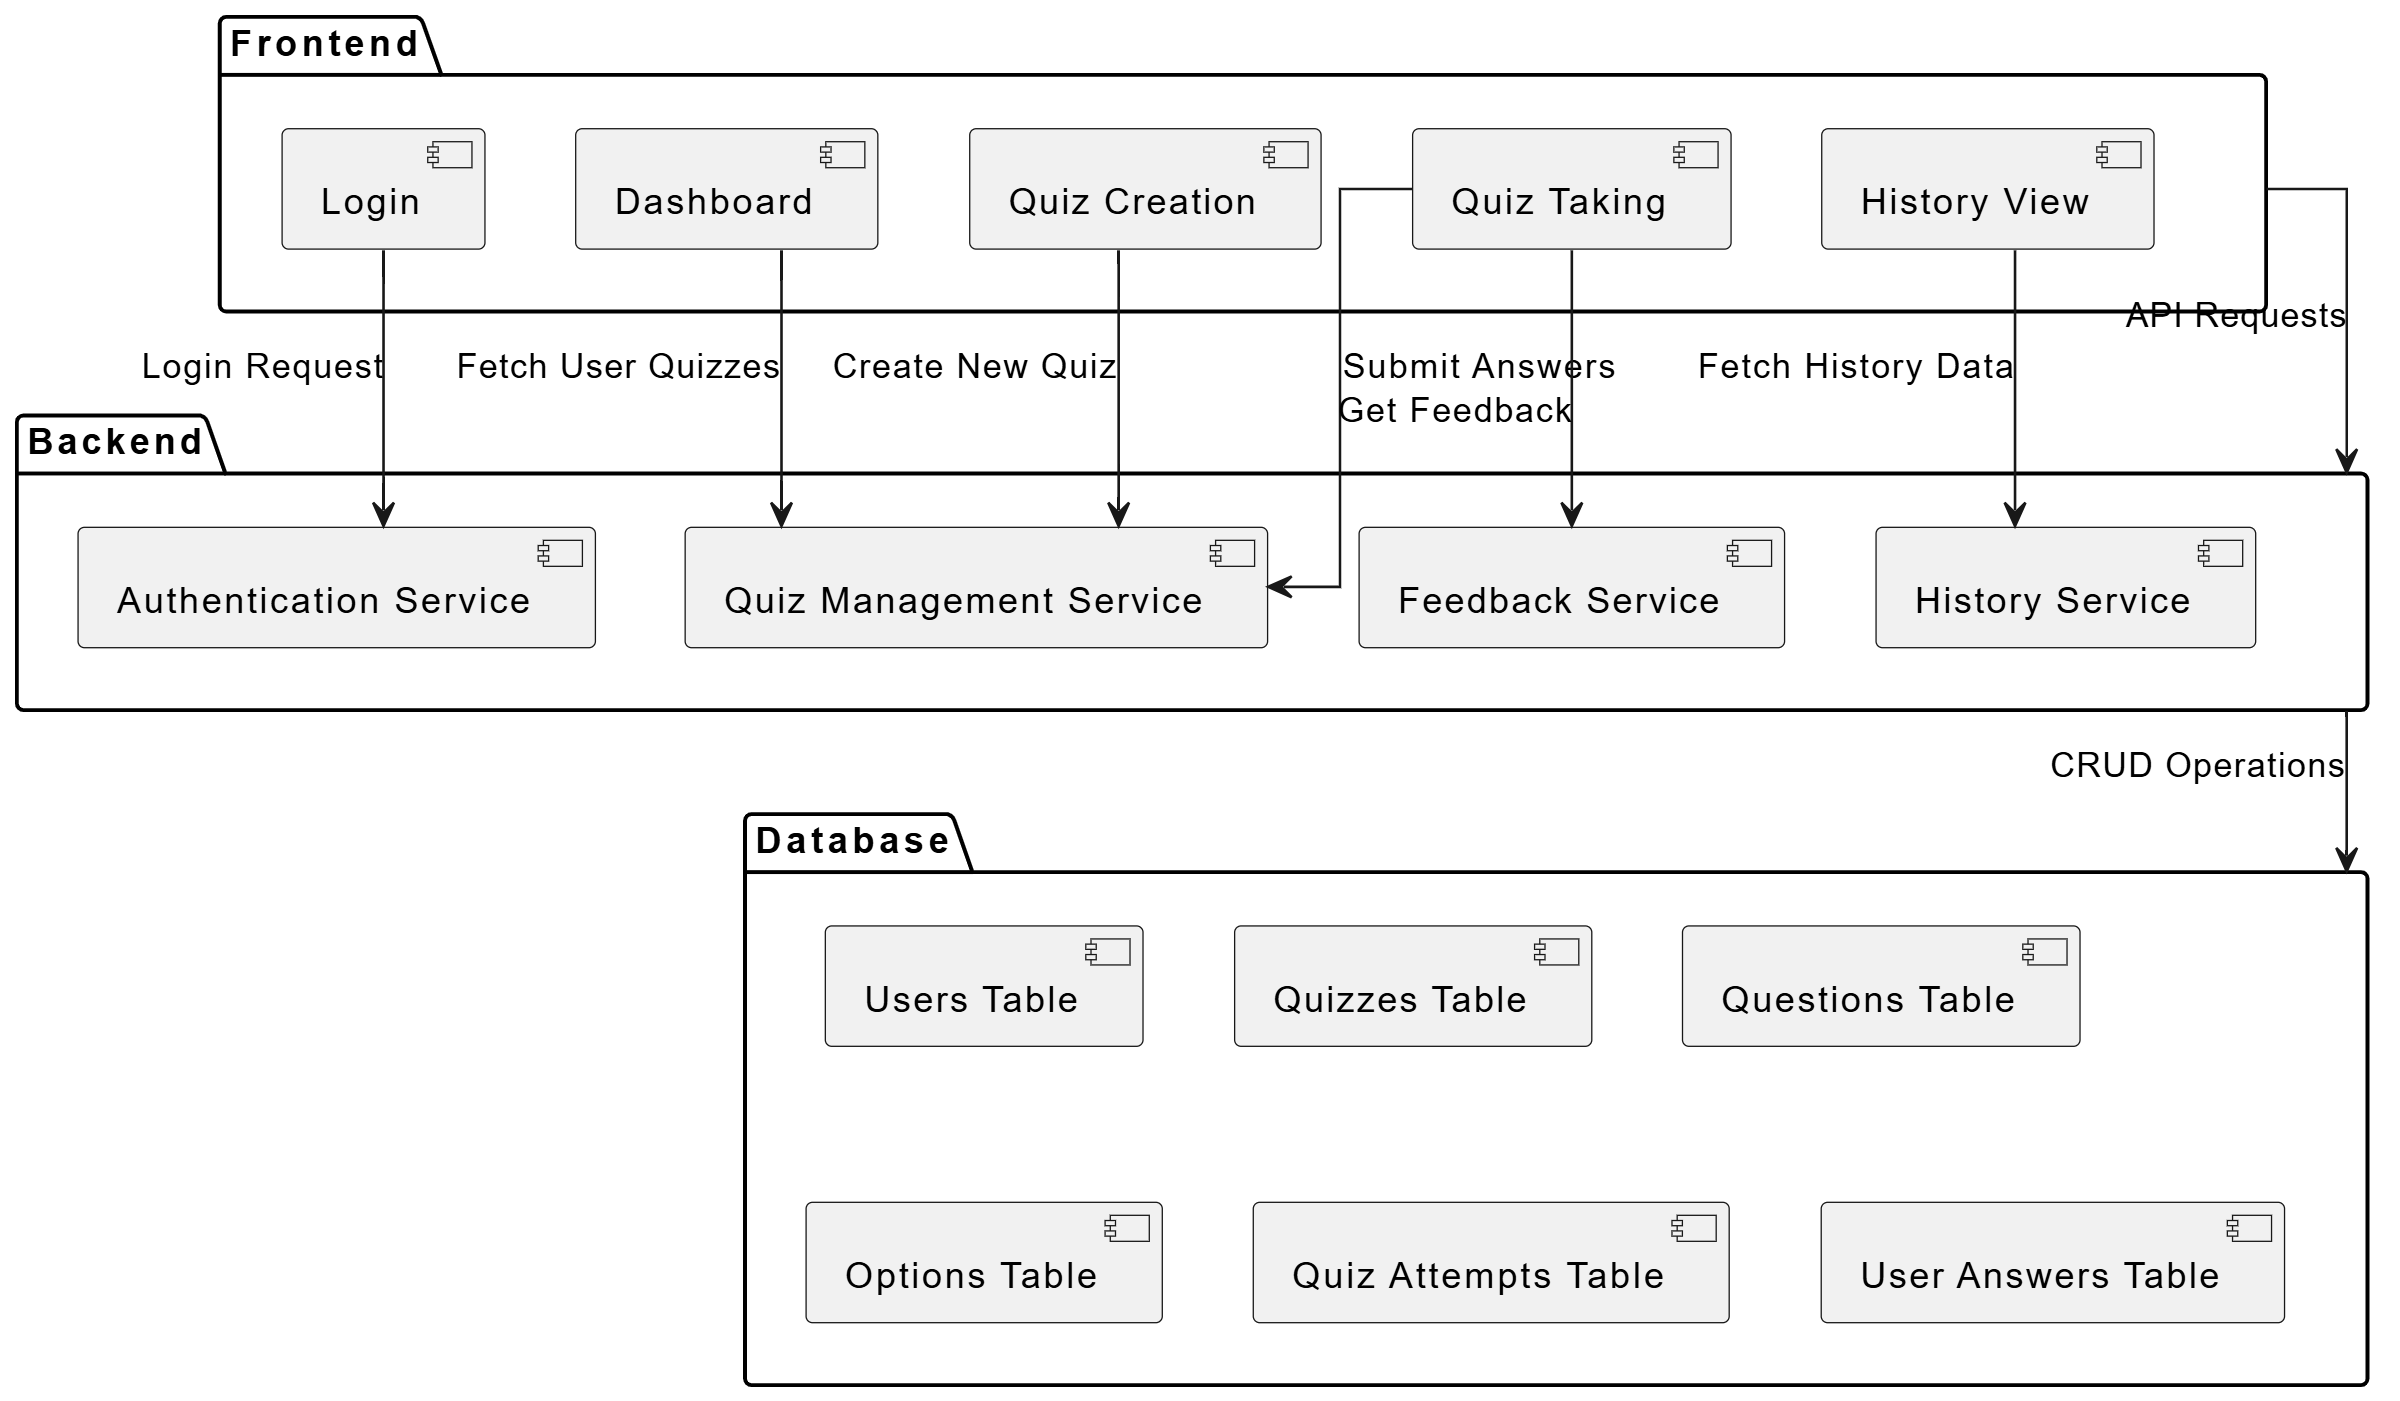 Frontend
Login
Dashboard
Quiz Creation
Quiz Taking
History View
API Requests
Login Request
Fetch User Quizzes
Create New Quiz
Submit Answers
Fetch History Data
Get Feedback
Backend
Authentication Service
Quiz Management Service
Feedback Service
History Service
CRUD Operations
Database
Users Table
Quizzes Table
Questions Table
Options Table
Quiz Attempts Table
User Answers Table